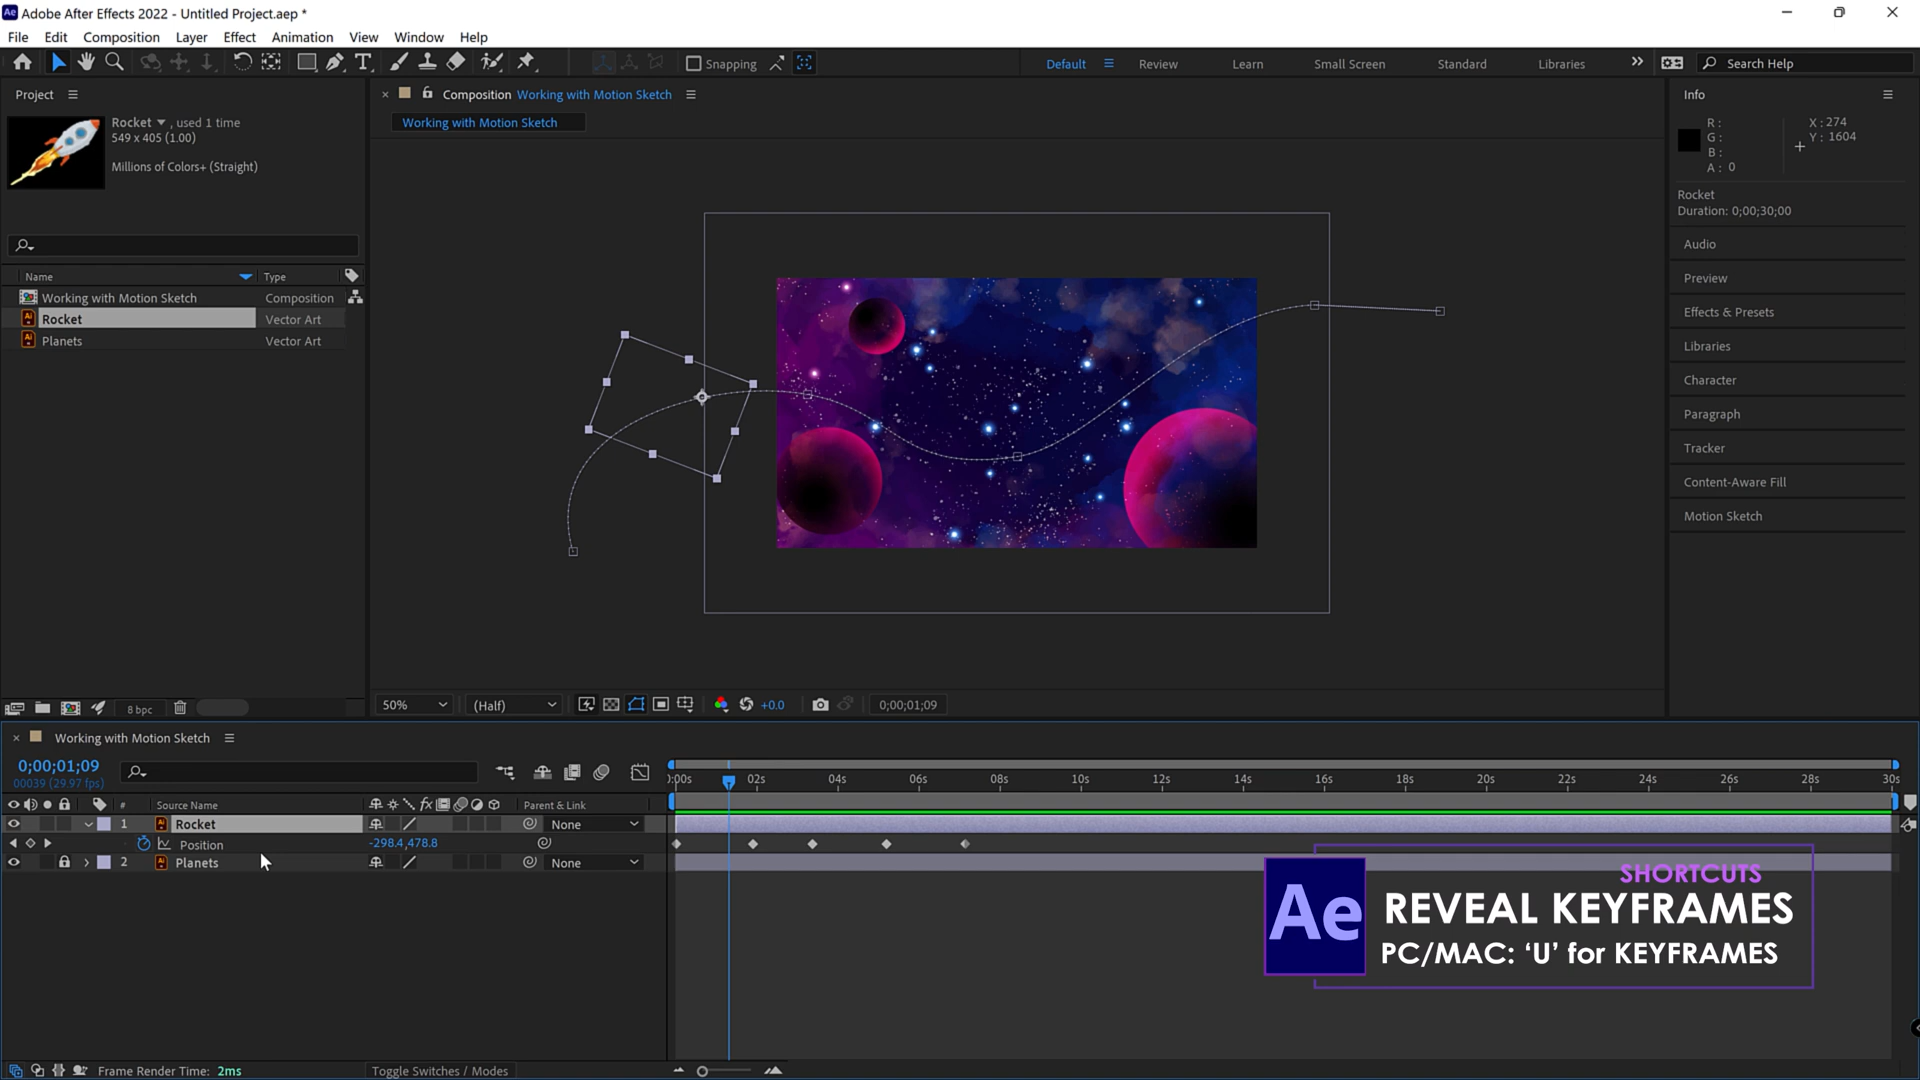 Adobe After Effects 2022 - Untitled Project.aep *
File Edit Composition Layer Effect Animation View Window Help
Snapping
Default Review Learn Small Screen Standard Libraries
Search Help
Project
Rocket , used 1 time
549 x 405 (1.00)
Millions of Colors+ (Straight)
Name Type
Working with Motion Sketch Composition
Rocket Vector Art
Planets Vector Art
8 bpc
Composition Working with Motion Sketch
Working with Motion Sketch
50% (Half) +0.0 0;00;01;09
Info
R :
G :
B :
A : 0
X : 274
Y : 1604
Rocket
Duration: 0;00;30;00
Audio
Preview
Effects & Presets
Libraries
Character
Paragraph
Tracker
Content-Aware Fill
Motion Sketch
Working with Motion Sketch
0;00;01;09
00039 (29.97 fps)
# Source Name fx Parent & Link
1 Rocket None
Position -298.4,478.8
2 Planets None
:00s 02s 04s 06s 08s 10s 12s 14s 16s 18s 20s 22s 24s 26s 28s 30s
Ae
SHORTCUTS
REVEAL KEYFRAMES
PC/MAC: ‘U’ for KEYFRAMES
Frame Render Time: 2ms
Toggle Switches / Modes